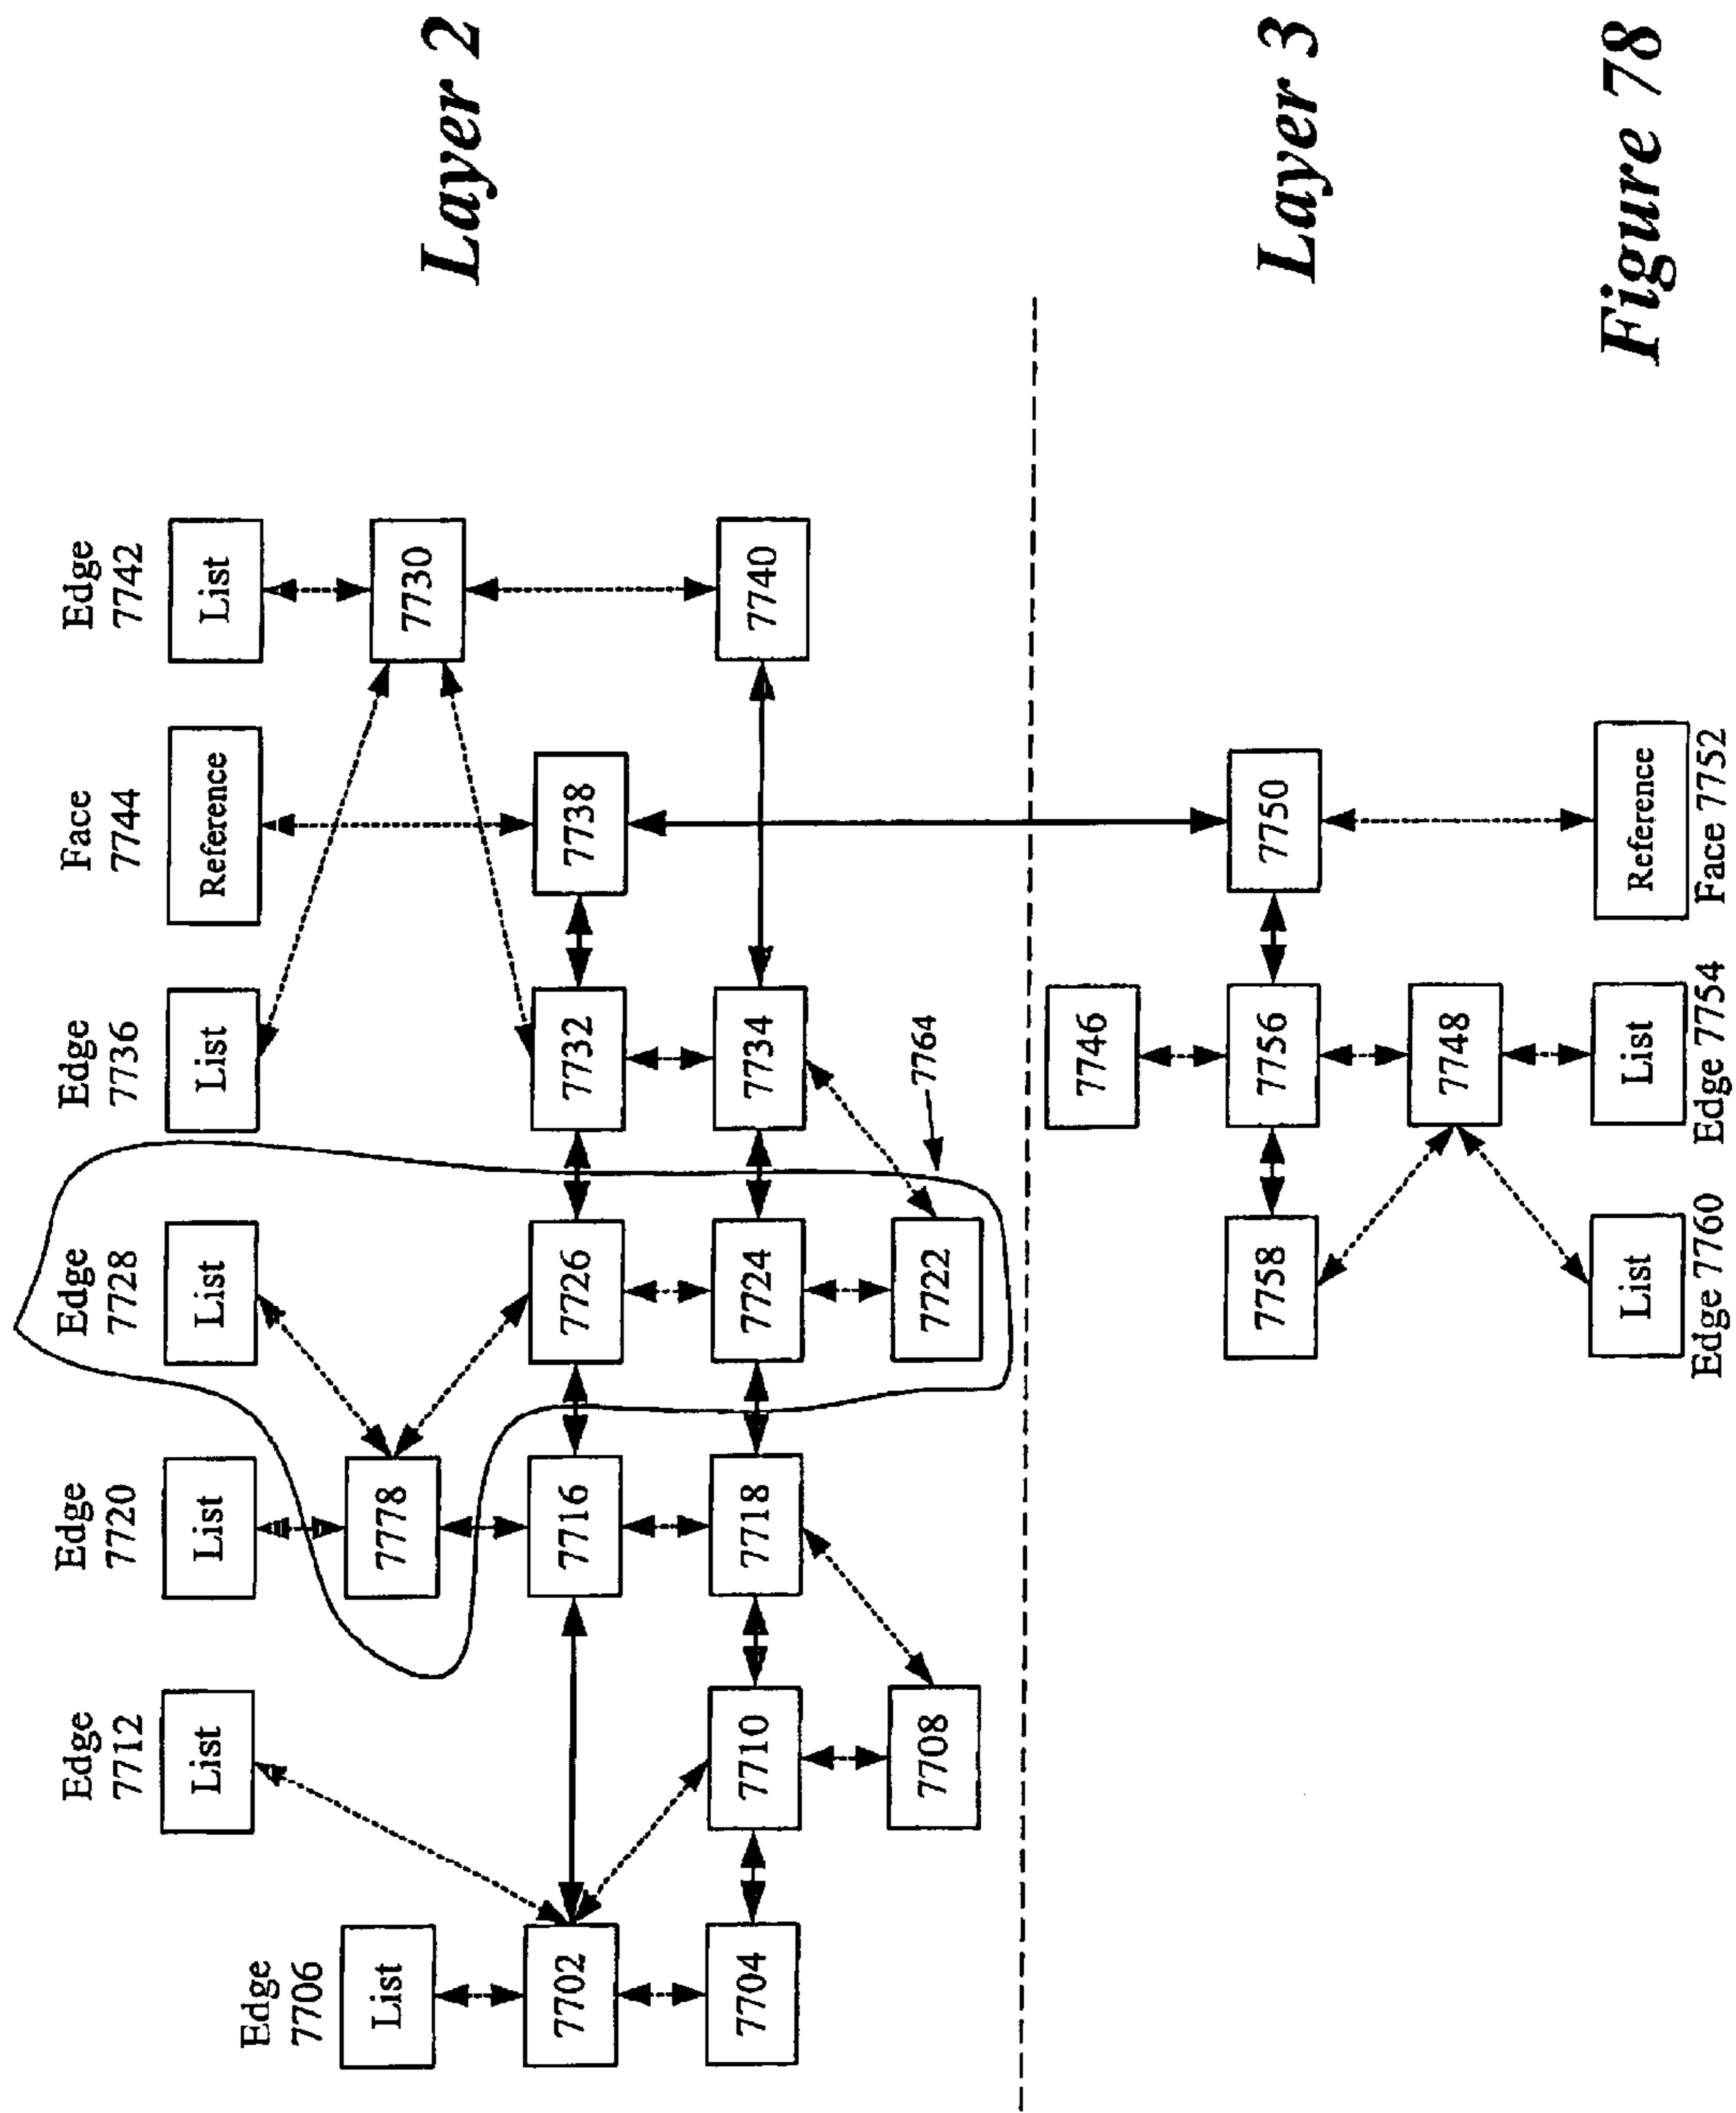 Edge
7712
Edge
7720
Edge
7728
Edge
7736
Face
7744
Edge
7742
List
List
List
List
Reference
List
Edge
7706
List
7778
7730
Layer 2
7702
7716
7726
7732
7738
7704
7710
7718
7724
7734
7740
7708
7722
7764
7746
7758
7756
7750
Layer 3
7748
List
List
Reference
Edge 7760
Edge 7754
Face 7752
Figure 78